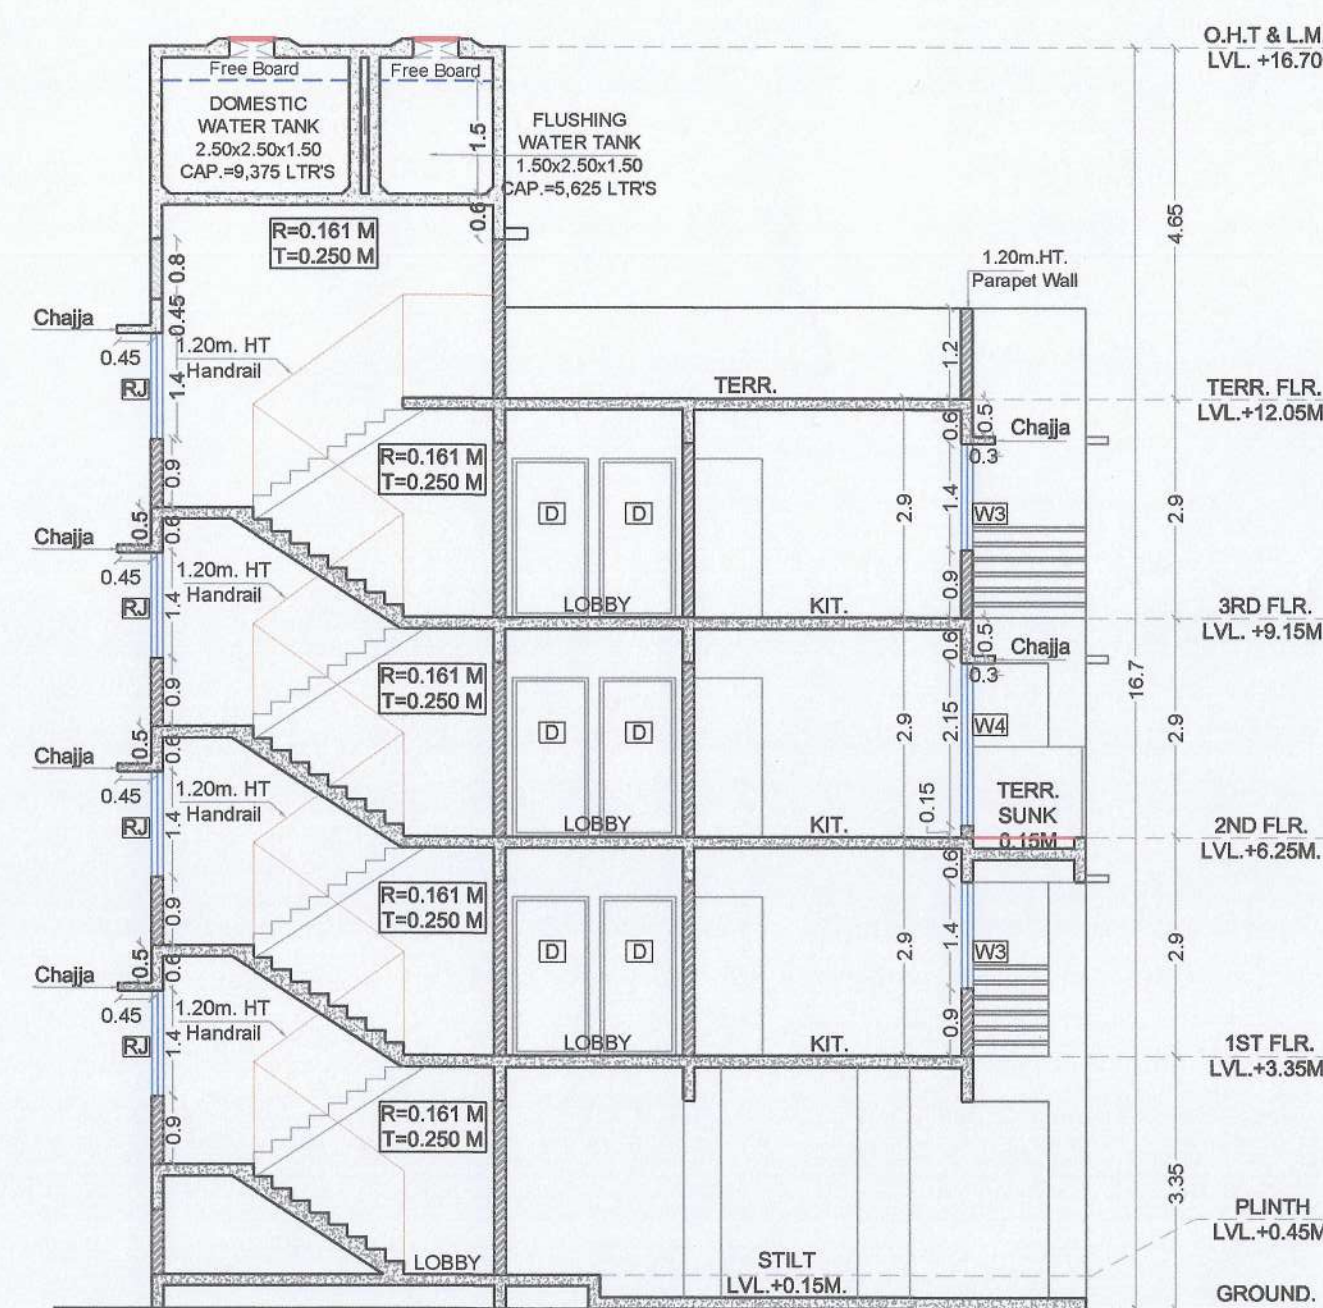 O.H.T & L.M
LVL. +16.70
Free Board
Free Board
DOMESTIC
WATER TANK
2.50x2.50x1.50
CAP.=9,375 LTR'S
FLUSHING
WATER TANK
1.50x2.50x1.50
CAP.=5,625 LTR'S
1.5
0.6
4.65
R=0.161 M
T=0.250 M
0.8
0.45
1.20m.HT.
Parapet Wall
Chajja
0.45
RJ
1.4
1.20m. HT
Handrail
1.2
TERR.
TERR. FLR.
LVL.+12.05M
0.6
0.5
Chajja
0.3
R=0.161 M
T=0.250 M
0.9
D
D
2.9
1.4
W3
2.9
0.5
0.6
Chajja
0.45
RJ
1.4
1.20m. HT
Handrail
0.9
LOBBY
KIT.
3RD FLR.
LVL. +9.15M
0.6
0.5
Chajja
0.3
16.7
R=0.161 M
T=0.250 M
0.9
D
D
2.9
2.15
W4
2.9
0.5
0.6
Chajja
0.45
RJ
1.4
1.20m. HT
Handrail
0.15
TERR.
SUNK
0.15M
LOBBY
KIT.
2ND FLR.
LVL.+6.25M.
0.6
R=0.161 M
T=0.250 M
0.9
D
D
2.9
1.4
W3
2.9
0.5
0.6
Chajja
0.45
RJ
1.4
1.20m. HT
Handrail
0.9
LOBBY
KIT.
1ST FLR.
LVL.+3.35M
R=0.161 M
T=0.250 M
0.9
3.35
PLINTH
LVL.+0.45M
LOBBY
STILT
LVL.+0.15M.
GROUND.